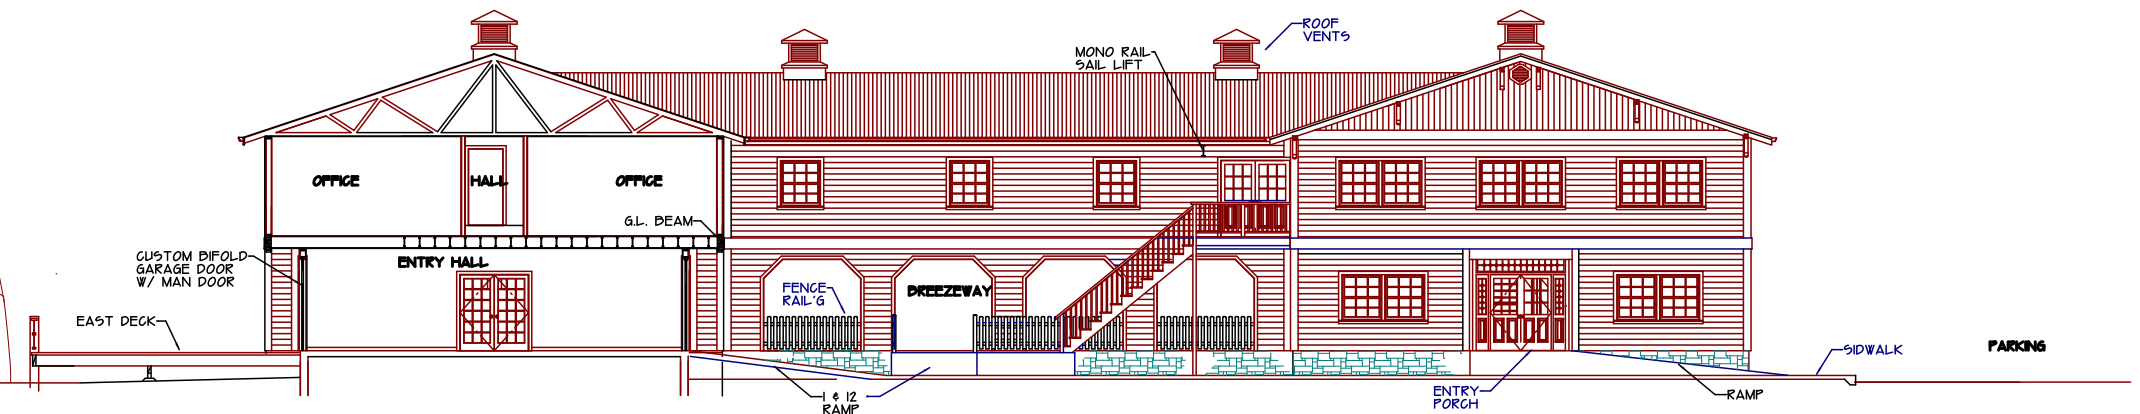 ROOF
VENTS
MONO RAIL
SAIL LIFT
OFFICE
HALL
OFFICE
G.L. BEAM
CUSTOM BIFOLD
GARAGE DOOR
W/ MAN DOOR
ENTRY HALL
FENCE
RAIL'G
BREEZEWAY
EAST DECK
PARKING
SIDWALK
ENTRY
PORCH
RAMP
1 & 12
RAMP